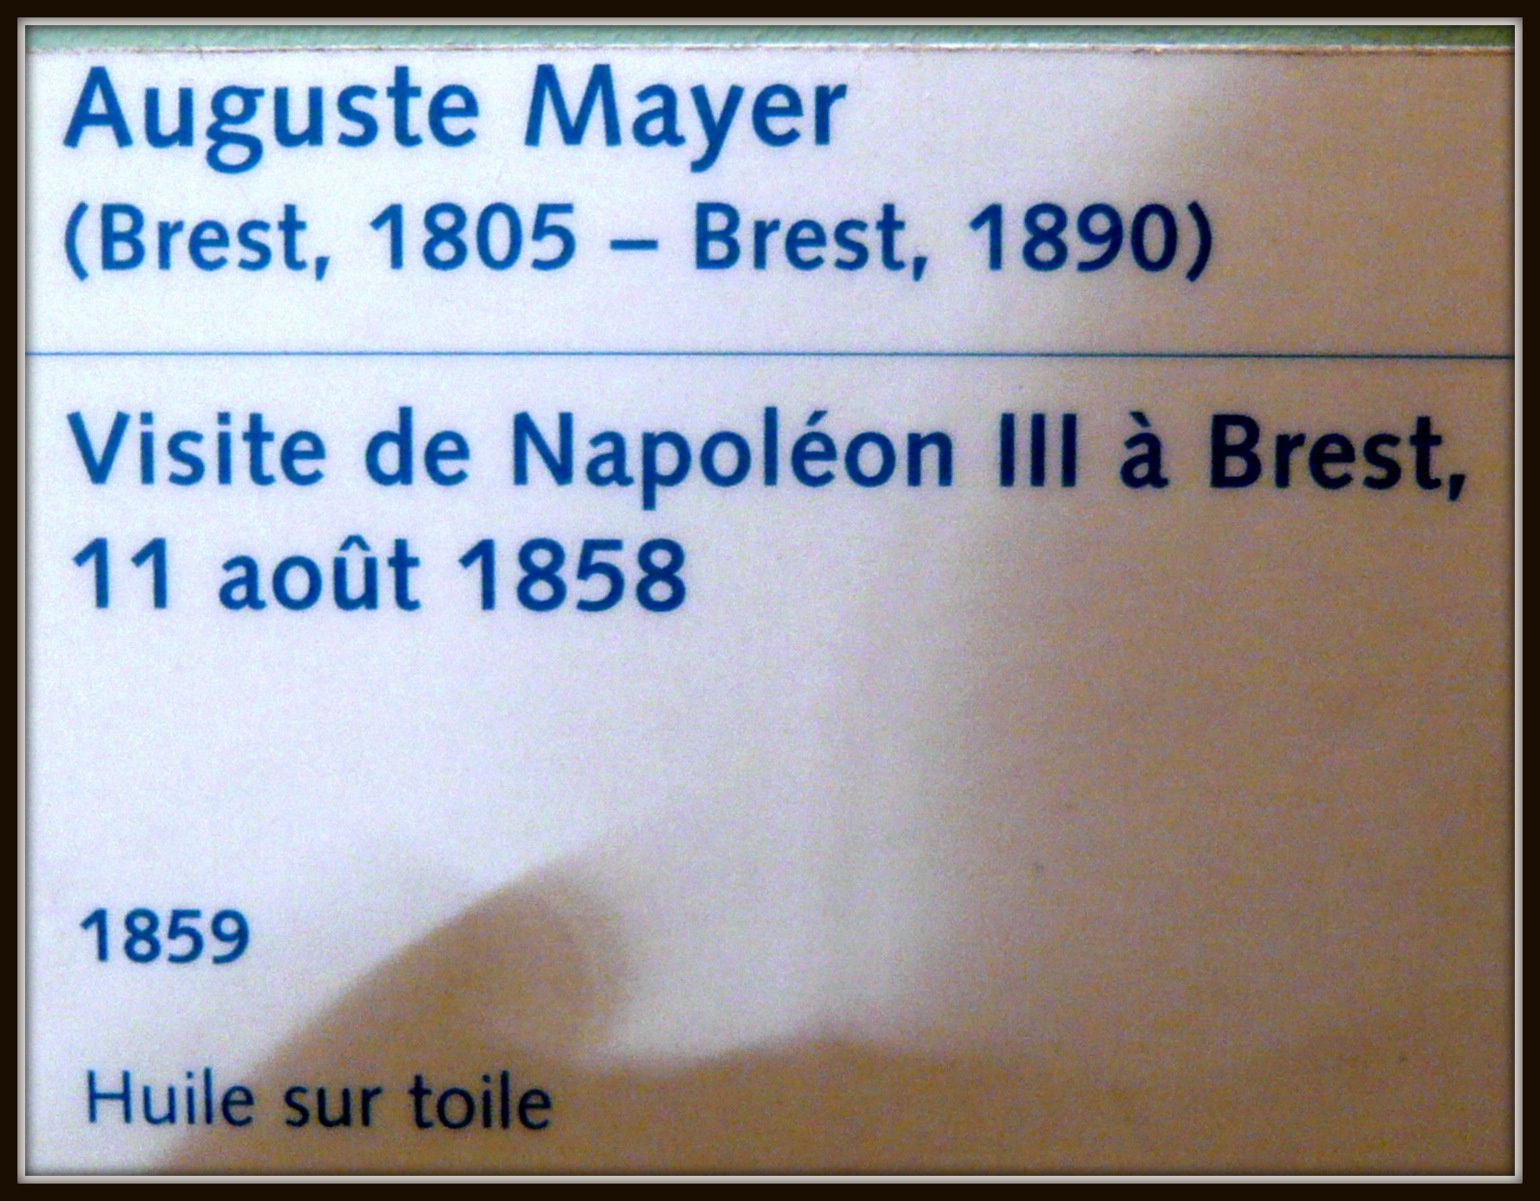 Auguste Mayer
(Brest, 1805 – Brest, 1890)
Visite de Napoléon III à Brest,
11 août 1858
1859
Huile sur toile